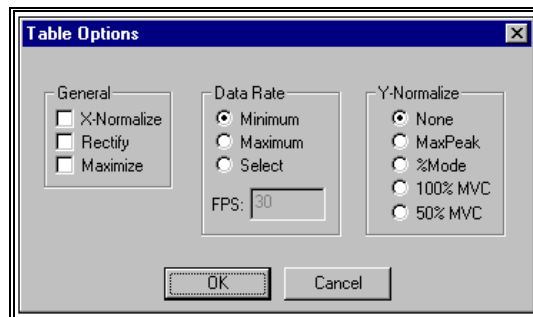 Table Options
General
X-Normalize
Rectify
Maximize
Data Rate
Minimum
Maximum
Select
FPS: 30
Y-Normalize
None
MaxPeak
%Mode
100% MVC
50% MVC
OK
Cancel